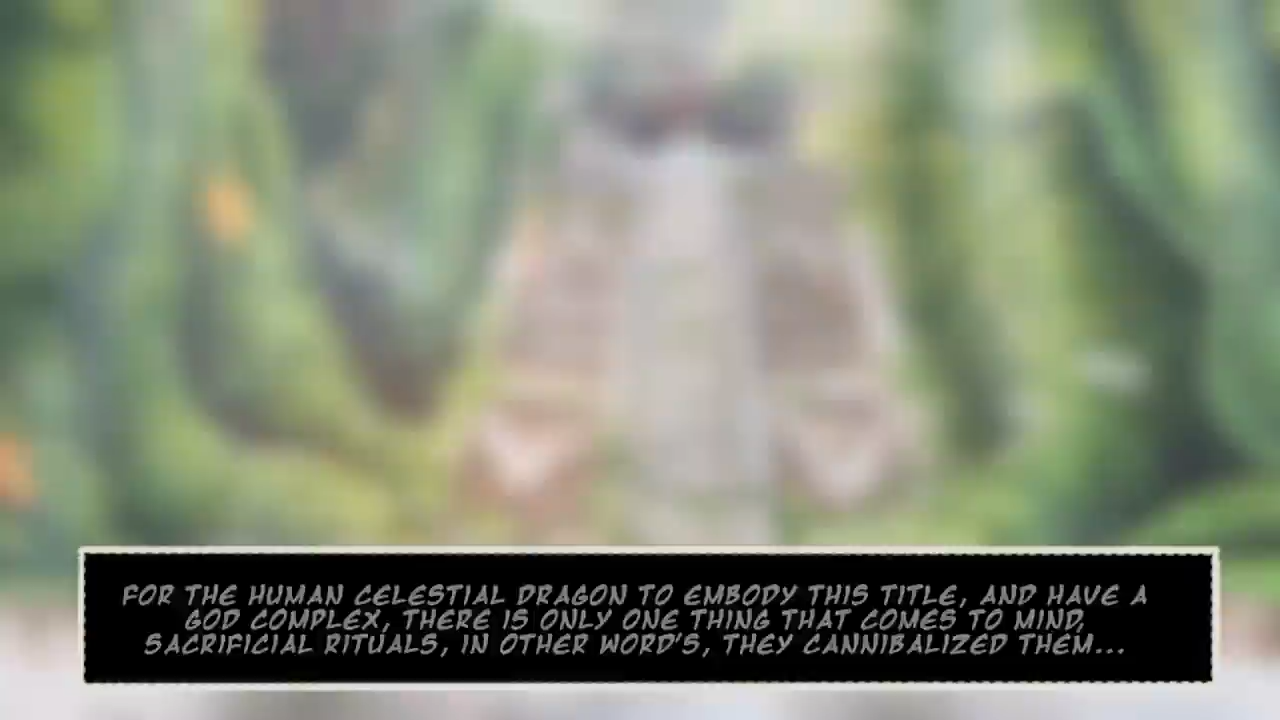 FOR THE HUMAN CELESTIAL DRAGON TO EMBODY THIS TITLE, AND HAVE A
GOD COMPLEX, THERE IS ONLY ONE THING THAT COMES TO MIND,
SACRIFICIAL RITUALS, IN OTHER WORD'S, THEY CANNIBALIZED THEM...